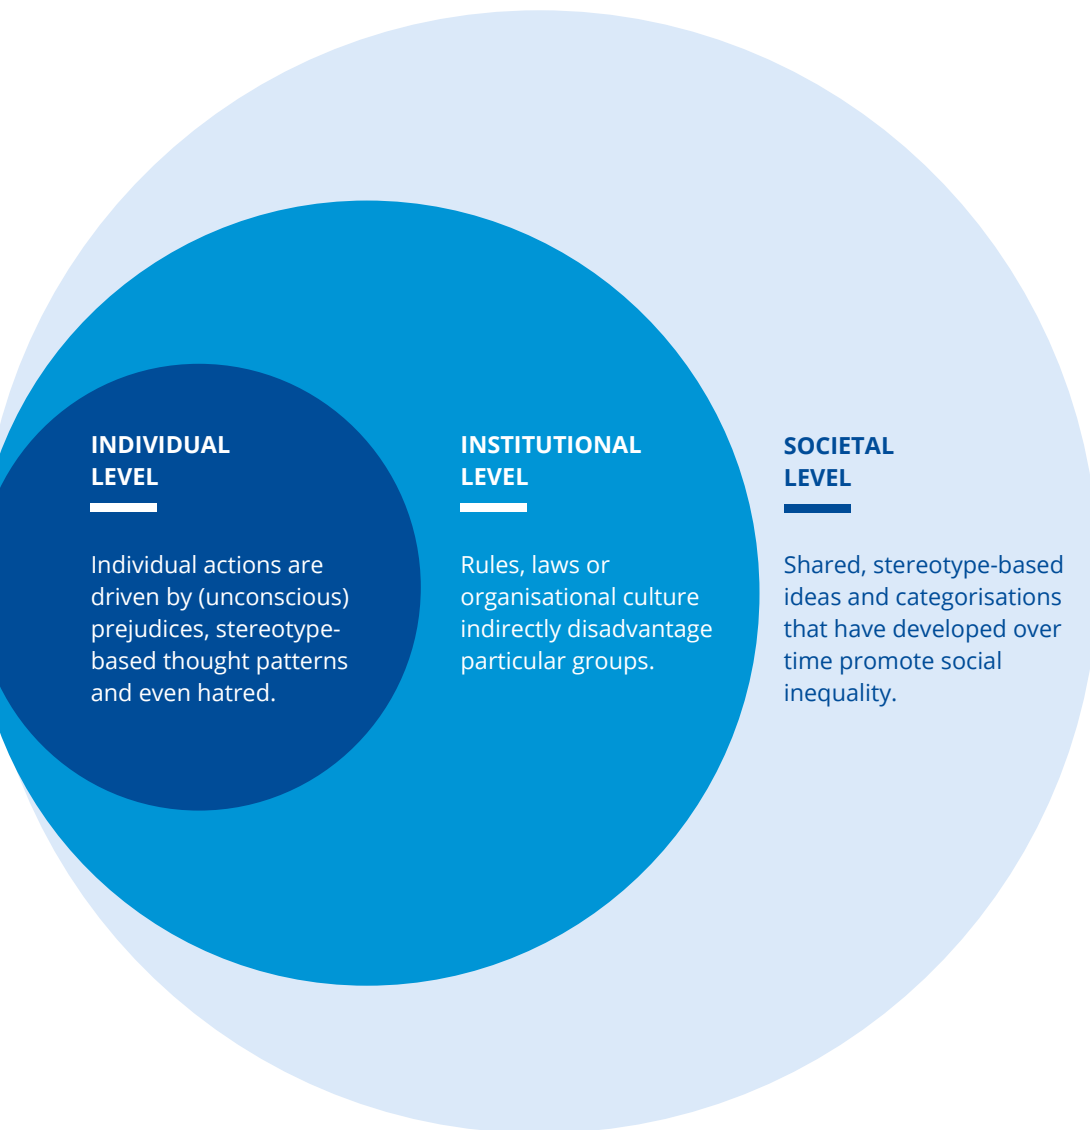 INDIVIDUAL
LEVEL
Individual actions are
driven by (unconscious)
prejudices, stereotype-
based thought patterns
and even hatred.
INSTITUTIONAL
LEVEL
Rules, laws or
organisational culture
indirectly disadvantage
particular groups.
SOCIETAL
LEVEL
Shared, stereotype-based
ideas and categorisations
that have developed over
time promote social
inequality.